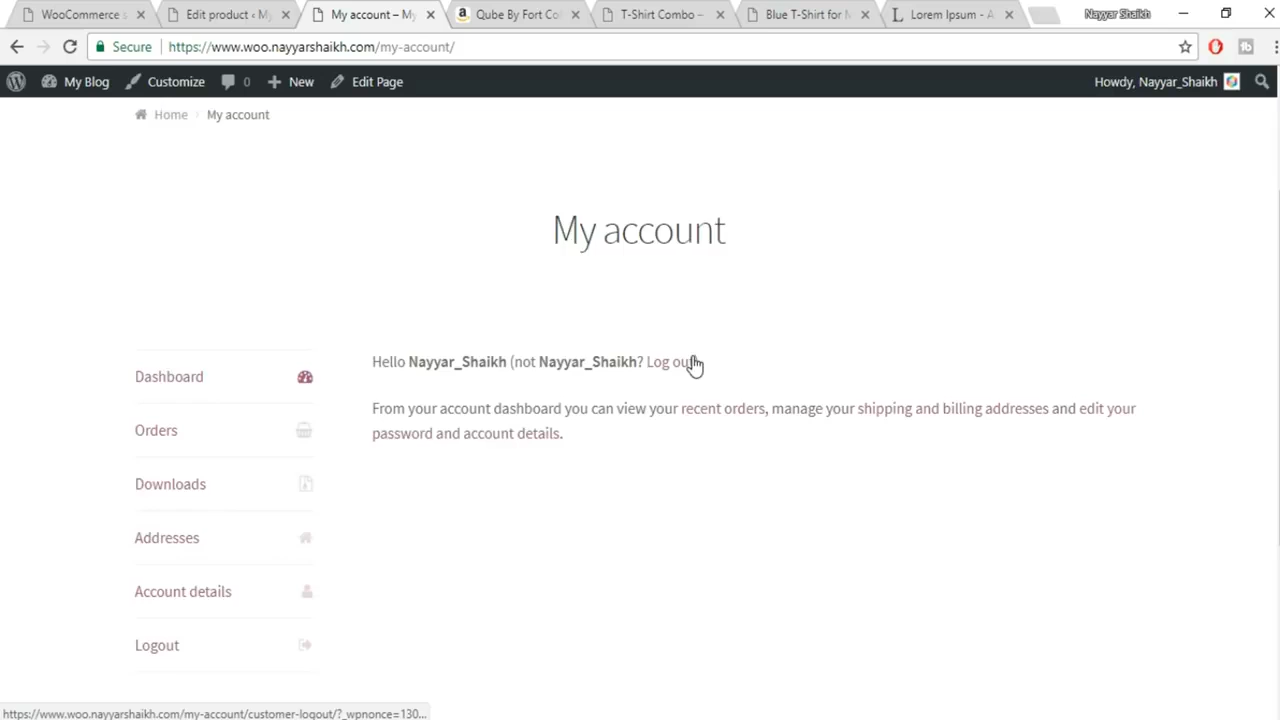 WooCommerce s
Edit product ‹ My
My account – My
Qube By Fort Col
T-Shirt Combo –
Blue T-Shirt for M
Lorem Ipsum - A
Nayyar Shaikh
Secure
https://www.woo.nayyarshaikh.com/my-account/
My Blog
Customize
0
New
Edit Page
Howdy, Nayyar_Shaikh
Home
My account
My account
Dashboard
Orders
Downloads
Addresses
Account details
Logout
Hello Nayyar_Shaikh (not Nayyar_Shaikh? Log out
From your account dashboard you can view your recent orders, manage your shipping and billing addresses and edit your
password and account details.
https://www.woo.nayyarshaikh.com/my-account/customer-logout/?_wpnonce=130...